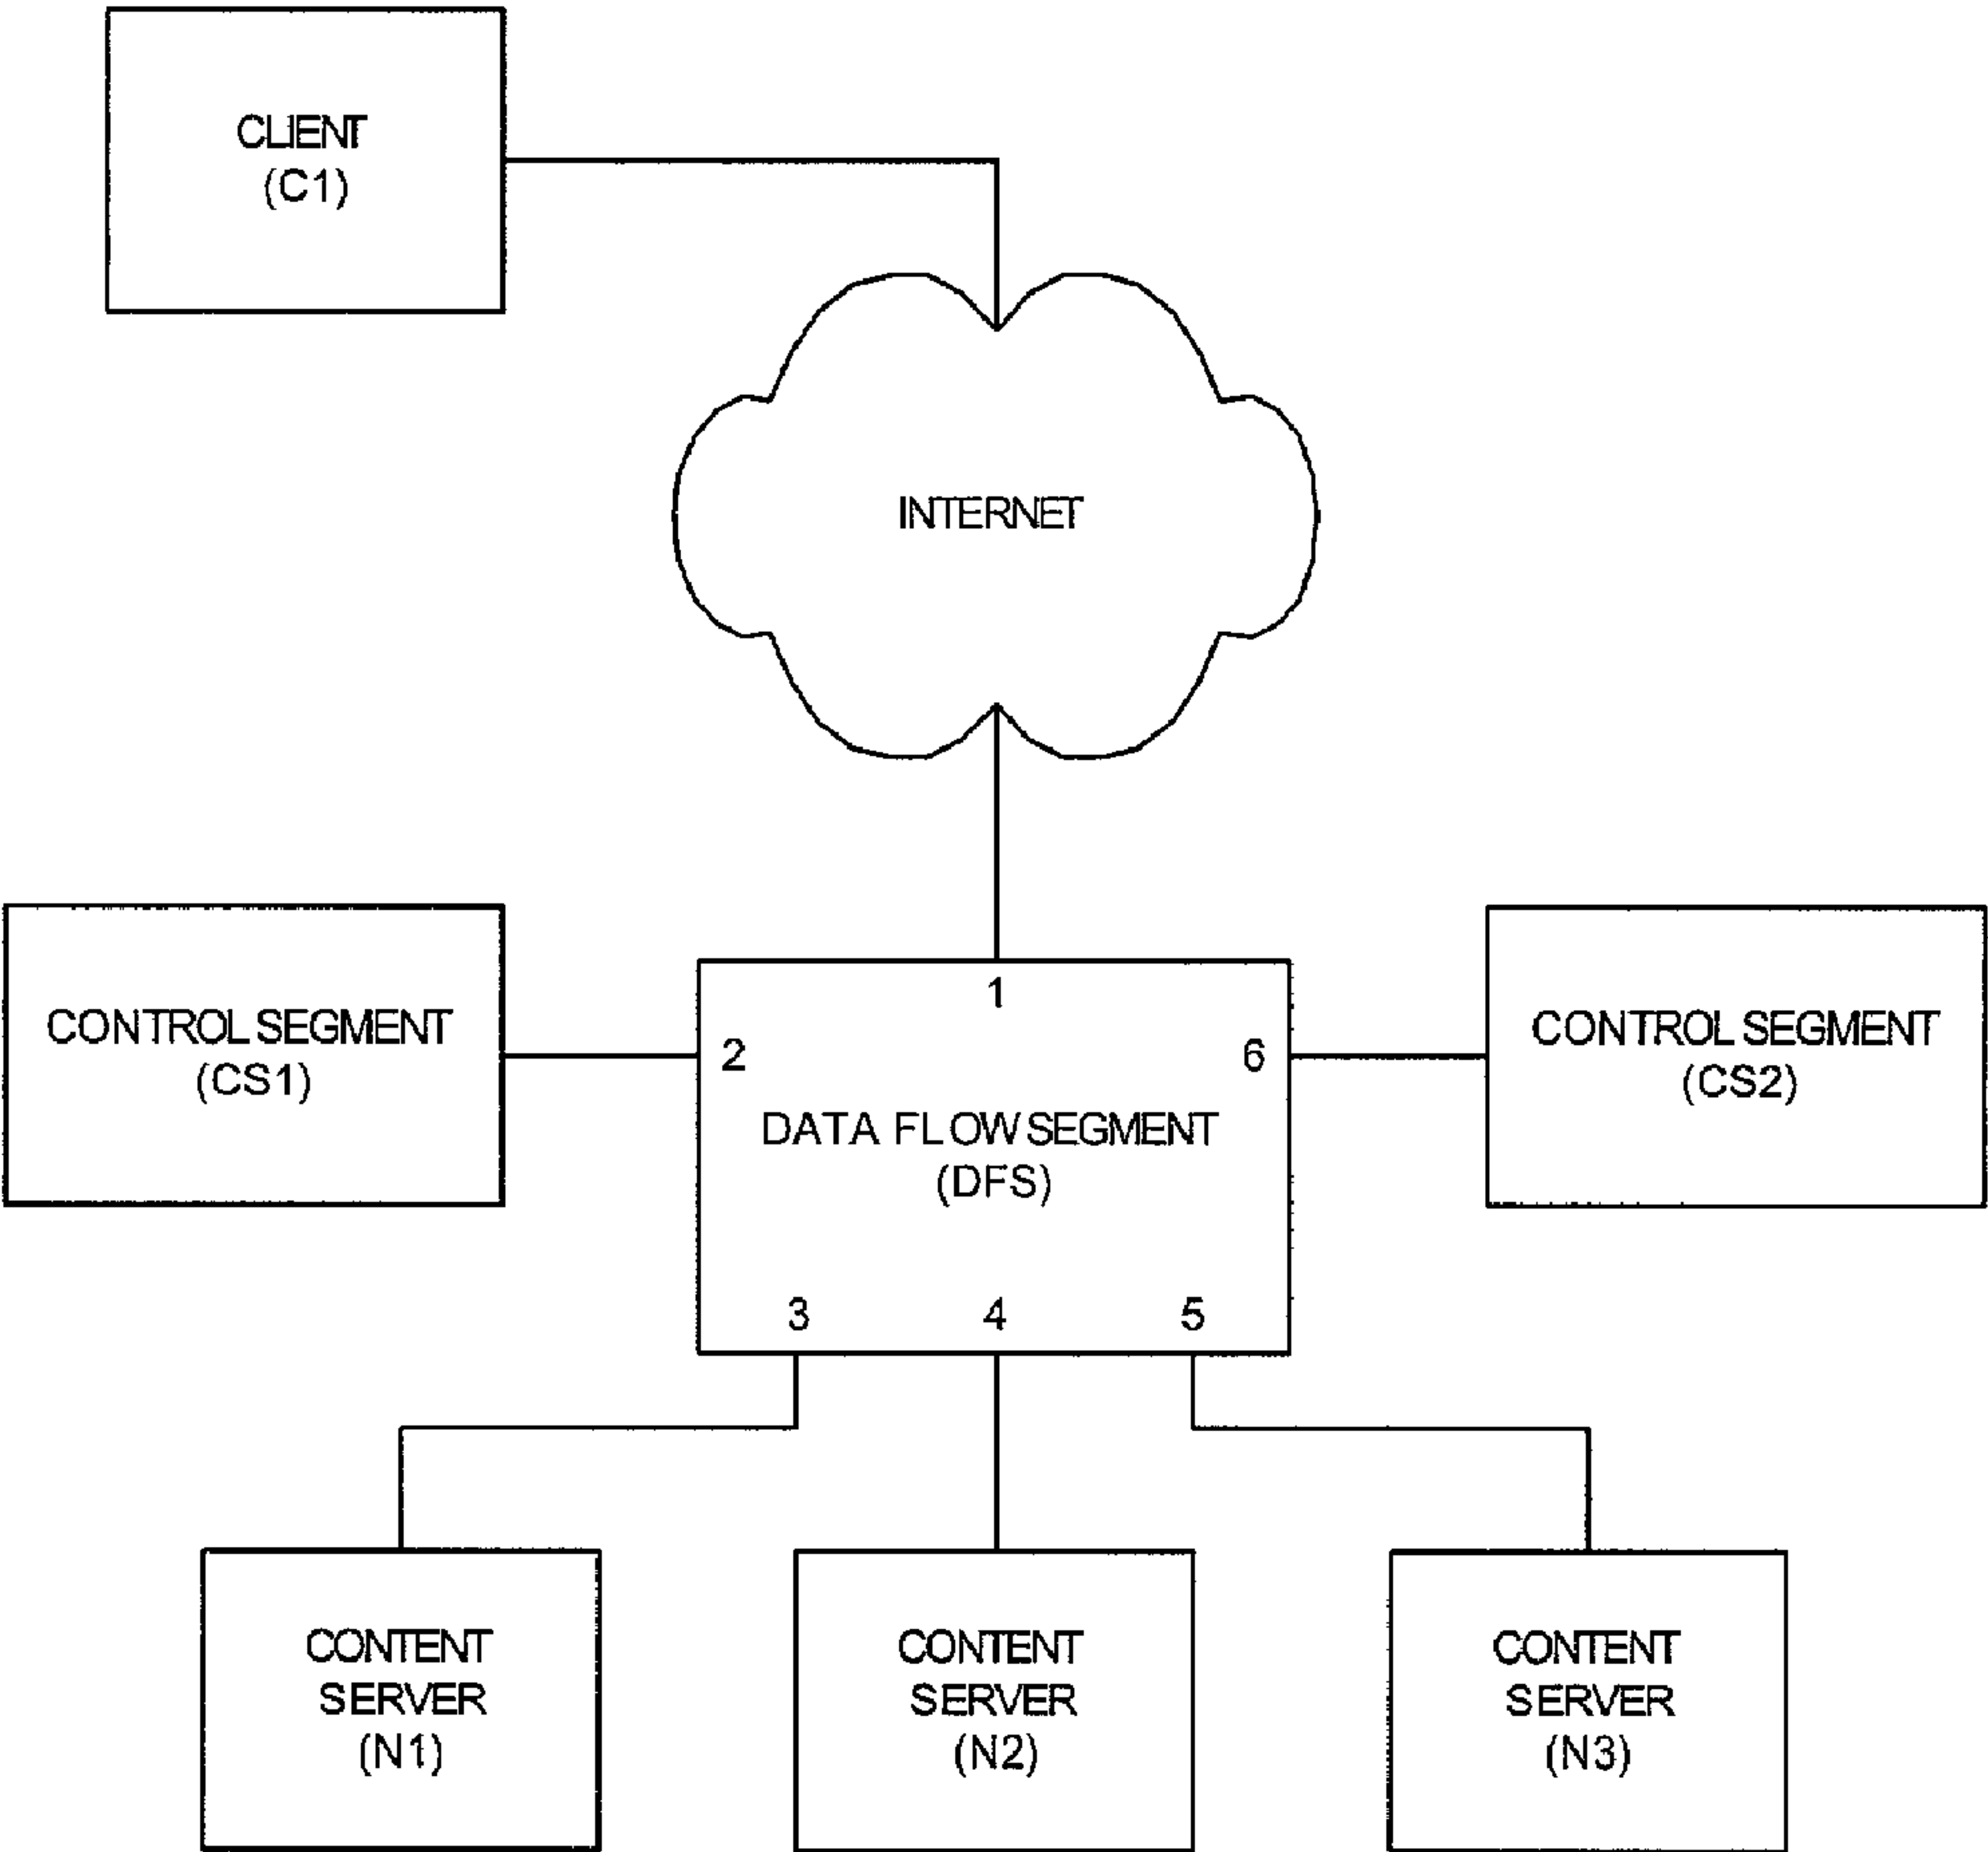 CLIENT
(C1)
INTERNET
CONTROL SEGMENT
(CS1)
1
2
6
DATA FLOW SEGMENT
(DFS)
3
4
5
CONTROL SEGMENT
(CS2)
CONTENT
SERVER
(N1)
CONTENT
SERVER
(N2)
CONTENT
SERVER
(N3)